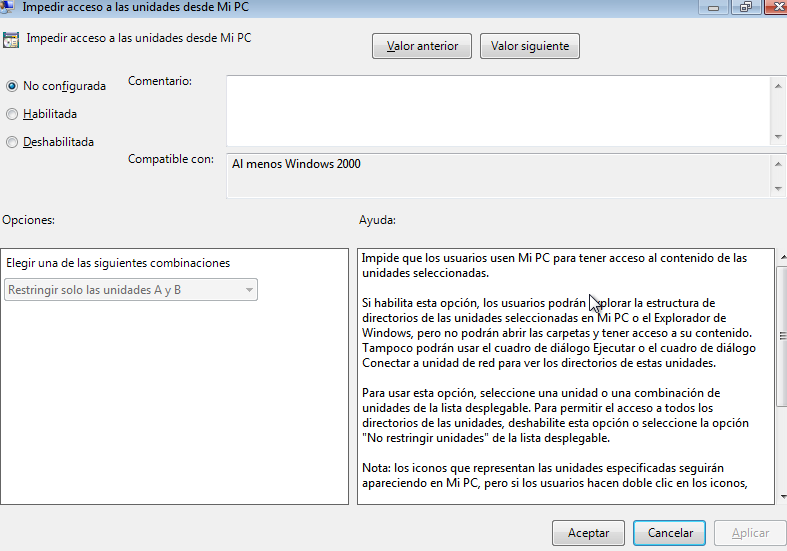 Impedir acceso a las unidades desde Mi PC
Impedir acceso a las unidades desde Mi PC
Valor anterior
Valor siguiente
No configurada
Habilitada
Deshabilitada
Comentario:
Compatible con:
Al menos Windows 2000
Opciones:
Ayuda:
Elegir una de las siguientes combinaciones
Restringir solo las unidades A y B
Impide que los usuarios usen Mi PC para tener acceso al contenido de las
unidades seleccionadas.
Si habilita esta opción, los usuarios podrán explorar la estructura de
directorios de las unidades seleccionadas en Mi PC o el Explorador de
Windows, pero no podrán abrir las carpetas y tener acceso a su contenido.
Tampoco podrán usar el cuadro de diálogo Ejecutar o el cuadro de diálogo
Conectar a unidad de red para ver los directorios de estas unidades.
Para usar esta opción, seleccione una unidad o una combinación de
unidades de la lista desplegable. Para permitir el acceso a todos los
directorios de las unidades, deshabilite esta opción o seleccione la opción
"No restringir unidades" de la lista desplegable.
Nota: los iconos que representan las unidades especificadas seguirán
apareciendo en Mi PC, pero si los usuarios hacen doble clic en los iconos,
Aceptar
Cancelar
Aplicar